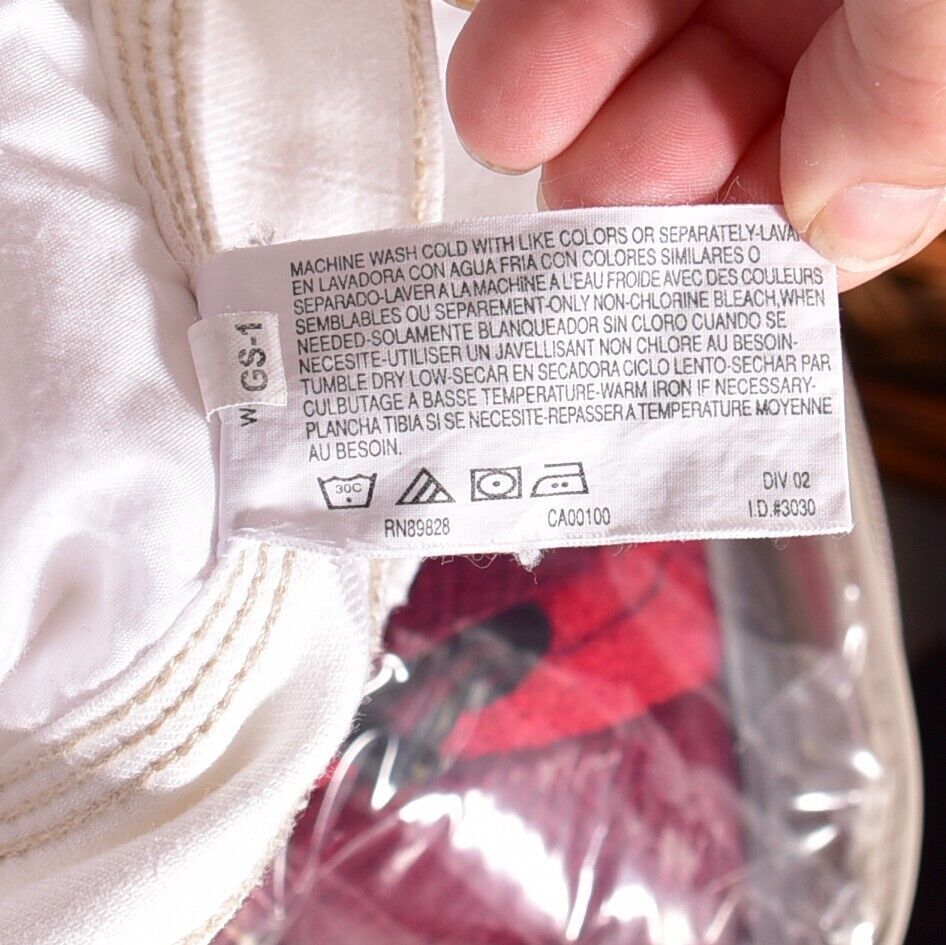 MACHINE WASH COLD WITH LIKE COLORS OR SEPARATELY-LAVAR
EN LAVADORA CON AGUA FRIA CON COLORES SIMILARES O
SEPARADO-LAVER A LA MACHINE A L'EAU FROIDE AVEC DES COULEURS
SEMBLABLES OU SEPAREMENT-ONLY NON-CHLORINE BLEACH, WHEN
NEEDED-SOLAMENTE BLANQUEADOR SIN CLORO CUANDO SE
NECESITE-UTILISER UN JAVELLISANT NON CHLORE AU BESOIN-
TUMBLE DRY LOW-SECAR EN SECADORA CICLO LENTO-SECHAR PAR
CULBUTAGE A BASSE TEMPERATURE-WARM IRON IF NECESSARY-
PLANCHA TIBIA SI SE NECESITE-REPASSER A TEMPERATURE MOYENNE
AU BESOIN.
30C
DIV 02
RN89828 CA00100 I.D.#3030
GS-1